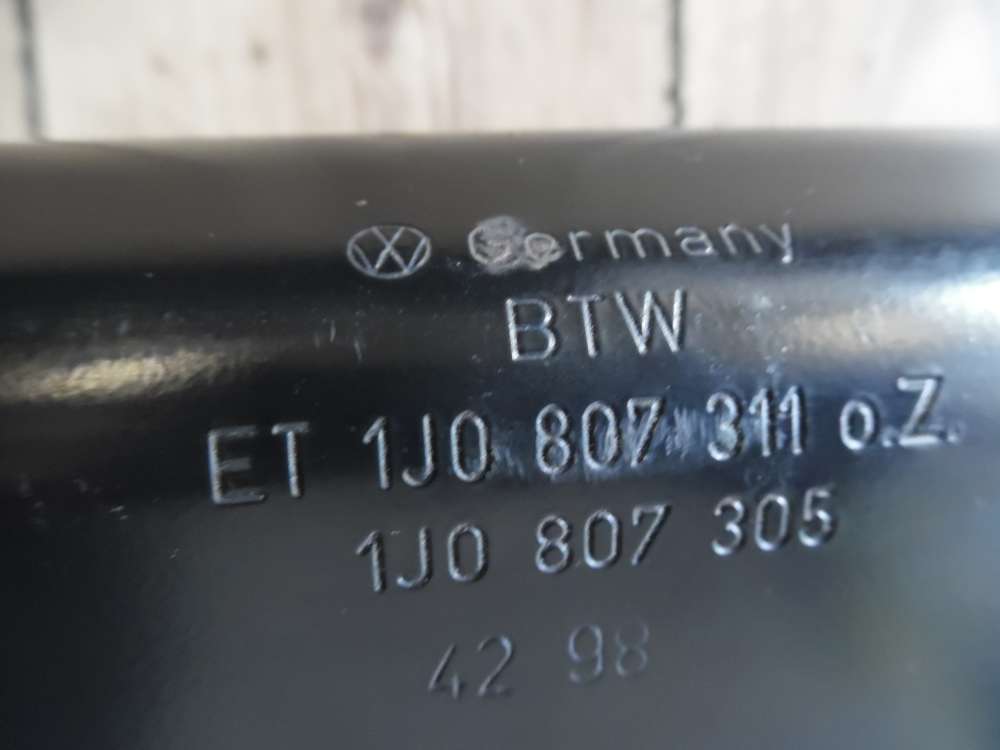 Germany
BTW
ET 1J0 807 311 o.Z.
1J0 807 305
42 98